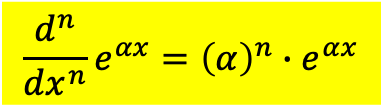 dⁿ/dxⁿ e^{αx} = (α)ⁿ · e^{αx}